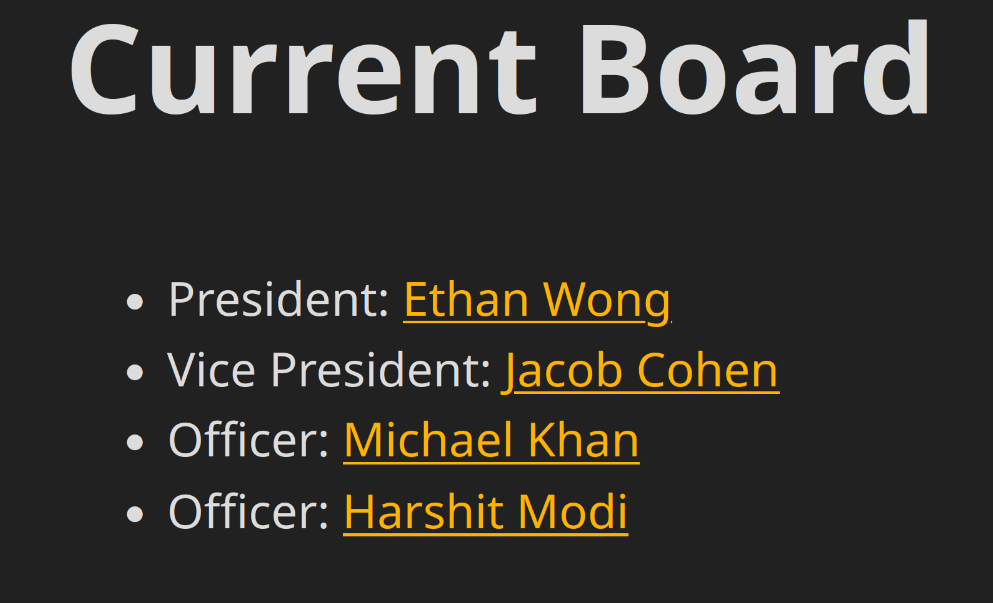 Current Board
• President: Ethan Wong
• Vice President: Jacob Cohen
• Officer: Michael Khan
• Officer: Harshit Modi